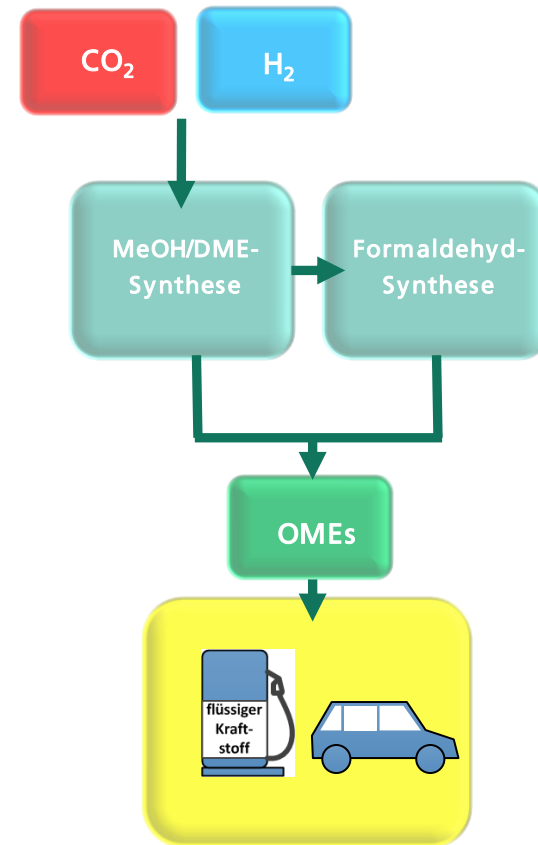 CO₂
H₂
MeOH/DME-
Synthese
Formaldehyd-
Synthese
OMEs
flüssiger
Kraft-
stoff